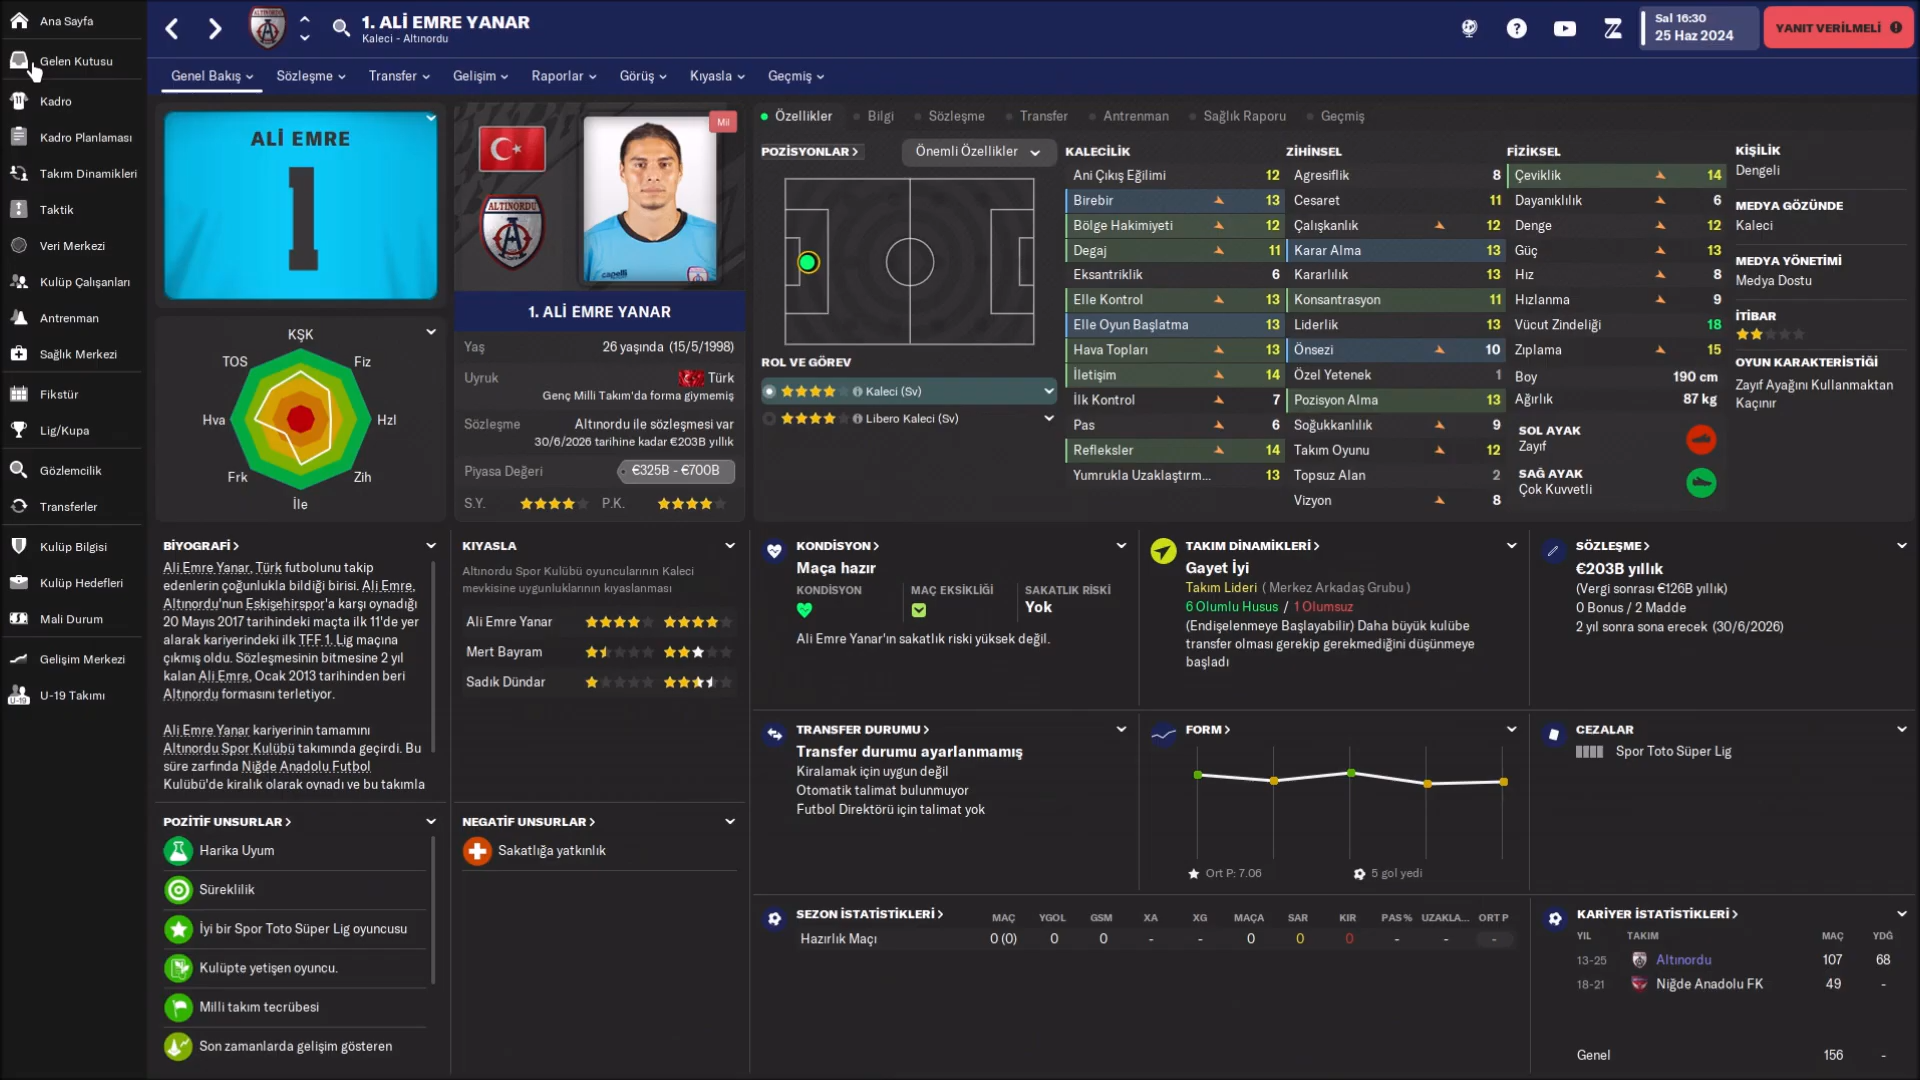 Ana Sayfa
Gelen Kutusu
Kadro
Kadro Planlaması
Takım Dinamikleri
Taktik
Veri Merkezi
Kulüp Çalışanları
Antrenman
Sağlık Merkezi
Fikstür
Lig/Kupa
Gözlemcilik
Transferler
Kulüp Bilgisi
Kulüp Hedefleri
Mali Durum
Gelişim Merkezi
U-19 Takımı
1. ALİ EMRE YANAR
Kaleci - Altınordu
Sal 16:30
25 Haz 2024
YANIT VERİLMELİ
Genel Bakış
Sözleşme
Transfer
Gelişim
Raporlar
Görüş
Kıyasla
Geçmiş
ALİ EMRE
1
KŞK
Fiz
Hzl
Zih
İle
Frk
Hva
TOS
Mil
ALTINORDU
capelli
1. ALİ EMRE YANAR
Yaş 26 yaşında (15/5/1998)
Uyruk Türk
Genç Milli Takım'da forma giymemiş
Sözleşme Altınordu ile sözleşmesi var
30/6/2026 tarihine kadar €203B yıllık
Piyasa Değeri €325B - €700B
S.Y. P.K.
Özellikler Bilgi Sözleşme Transfer Antrenman Sağlık Raporu Geçmiş
POZİSYONLAR >
Önemli Özellikler
ROL VE GÖREV
Kaleci (Sv)
Libero Kaleci (Sv)
KALECİLİK
Ani Çıkış Eğilimi 12
Birebir 13
Bölge Hakimiyeti 12
Degaj 11
Eksantriklik 6
Elle Kontrol 13
Elle Oyun Başlatma 13
Hava Topları 13
İletişim 14
İlk Kontrol 7
Pas 6
Refleksler 14
Yumrukla Uzaklaştırm... 13
ZİHİNSEL
Agresiflik 8
Cesaret 11
Çalışkanlık 12
Karar Alma 13
Kararlılık 13
Konsantrasyon 11
Liderlik 13
Önsezi 10
Özel Yetenek 1
Pozisyon Alma 13
Soğukkanlılık 9
Takım Oyunu 12
Topsuz Alan 2
Vizyon 8
FİZİKSEL
Çeviklik 14
Dayanıklılık 6
Denge 12
Güç 13
Hız 8
Hızlanma 9
Vücut Zindeliği 18
Zıplama 15
Boy 190 cm
Ağırlık 87 kg
SOL AYAK
Zayıf
SAĞ AYAK
Çok Kuvvetli
KİŞİLİK
Dengeli
MEDYA GÖZÜNDE
Kaleci
MEDYA YÖNETİMİ
Medya Dostu
İTİBAR
OYUN KARAKTERİSTİĞİ
Zayıf Ayağını Kullanmaktan
Kaçınır
BİYOGRAFİ >
Ali Emre Yanar, Türk futbolunu takip
edenlerin çoğunlukla bildiği birisi. Ali Emre,
Altınordu'nun Eskişehirspor'a karşı oynadığı
20 Mayıs 2017 tarihindeki maçta ilk 11'de yer
alarak kariyerindeki ilk TFF 1. Lig maçına
çıkmış oldu. Sözleşmesinin bitmesine 2 yıl
kalan Ali Emre, Ocak 2013 tarihinden beri
Altınordu formasını terletiyor.
Ali Emre Yanar kariyerinin tamamını
Altınordu Spor Kulübü takımında geçirdi. Bu
süre zarfında Niğde Anadolu Futbol
Kulübü'de kiralık olarak oynadı ve bu takımla
KIYASLA
Altınordu Spor Kulübü oyuncularının Kaleci
mevkisine uygunluklarının kıyaslanması
Ali Emre Yanar
Mert Bayram
Sadık Dündar
POZİTİF UNSURLAR >
Harika Uyum
Süreklilik
İyi bir Spor Toto Süper Lig oyuncusu
Kulüpte yetişen oyuncu.
Milli takım tecrübesi
Son zamanlarda gelişim gösteren
NEGATİF UNSURLAR >
Sakatlığa yatkınlık
KONDİSYON >
Maça hazır
KONDİSYON MAÇ EKSİKLİĞİ SAKATLIK RİSKİ
Yok
Ali Emre Yanar'ın sakatlık riski yüksek değil.
TAKIM DİNAMİKLERİ >
Gayet İyi
Takım Lideri ( Merkez Arkadaş Grubu )
6 Olumlu Husus / 1 Olumsuz
(Endişelenmeye Başlayabilir) Daha büyük kulübe
transfer olması gerekip gerekmediğini düşünmeye
başladı
SÖZLEŞME >
€203B yıllık
(Vergi sonrası €126B yıllık)
0 Bonus / 2 Madde
2 yıl sonra sona erecek (30/6/2026)
TRANSFER DURUMU >
Transfer durumu ayarlanmamış
Kiralamak için uygun değil
Otomatik talimat bulunmuyor
Futbol Direktörü için talimat yok
FORM >
Ort P: 7.06
5 gol yedi
CEZALAR
Spor Toto Süper Lig
SEZON İSTATİSTİKLERİ > MAÇ YGOL GSM XA XG MAÇA SAR KIR PAS % UZAKLA... ORT P
Hazırlık Maçı 0 (0) 0 0 - - 0 0 0 - - -
KARİYER İSTATİSTİKLERİ >
YIL TAKIM MAÇ YDĞ
13-25 Altınordu 107 68
18-21 Niğde Anadolu FK 49 -
Genel 156 -